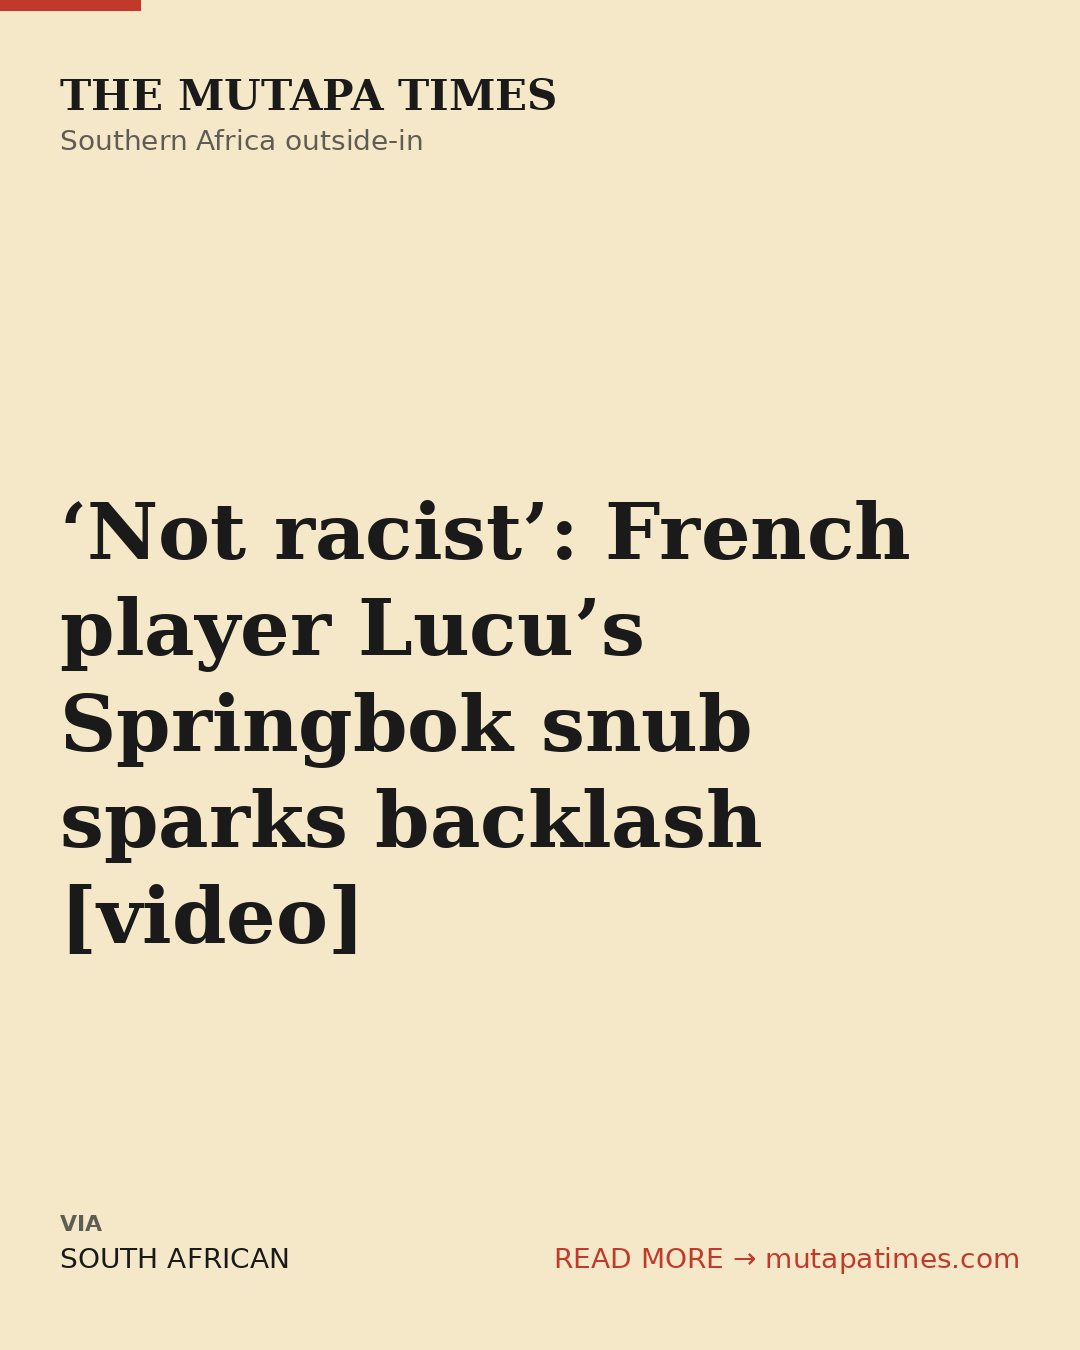 THE MUTAPA TIMES
Southern Africa outside-in
‘Not racist’: French
player Lucu’s
Springbok snub
sparks backlash
[video]
VIA
SOUTH AFRICAN
READ MORE → mutapatimes.com